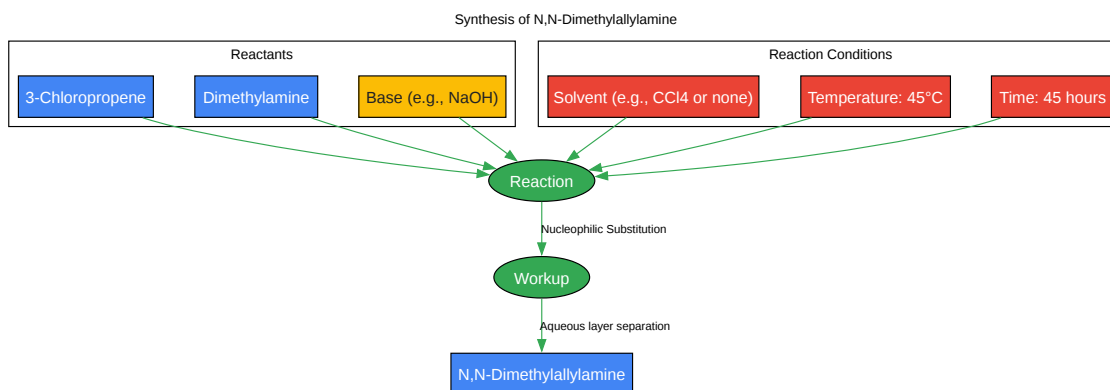 Synthesis of N,N-Dimethylallylamine
Reactants
Reaction Conditions
3-Chloropropene
Dimethylamine
Base (e.g., NaOH)
Solvent (e.g., CCl4 or none)
Temperature: 45°C
Time: 45 hours
Reaction
Nucleophilic Substitution
Workup
Aqueous layer separation
N,N-Dimethylallylamine